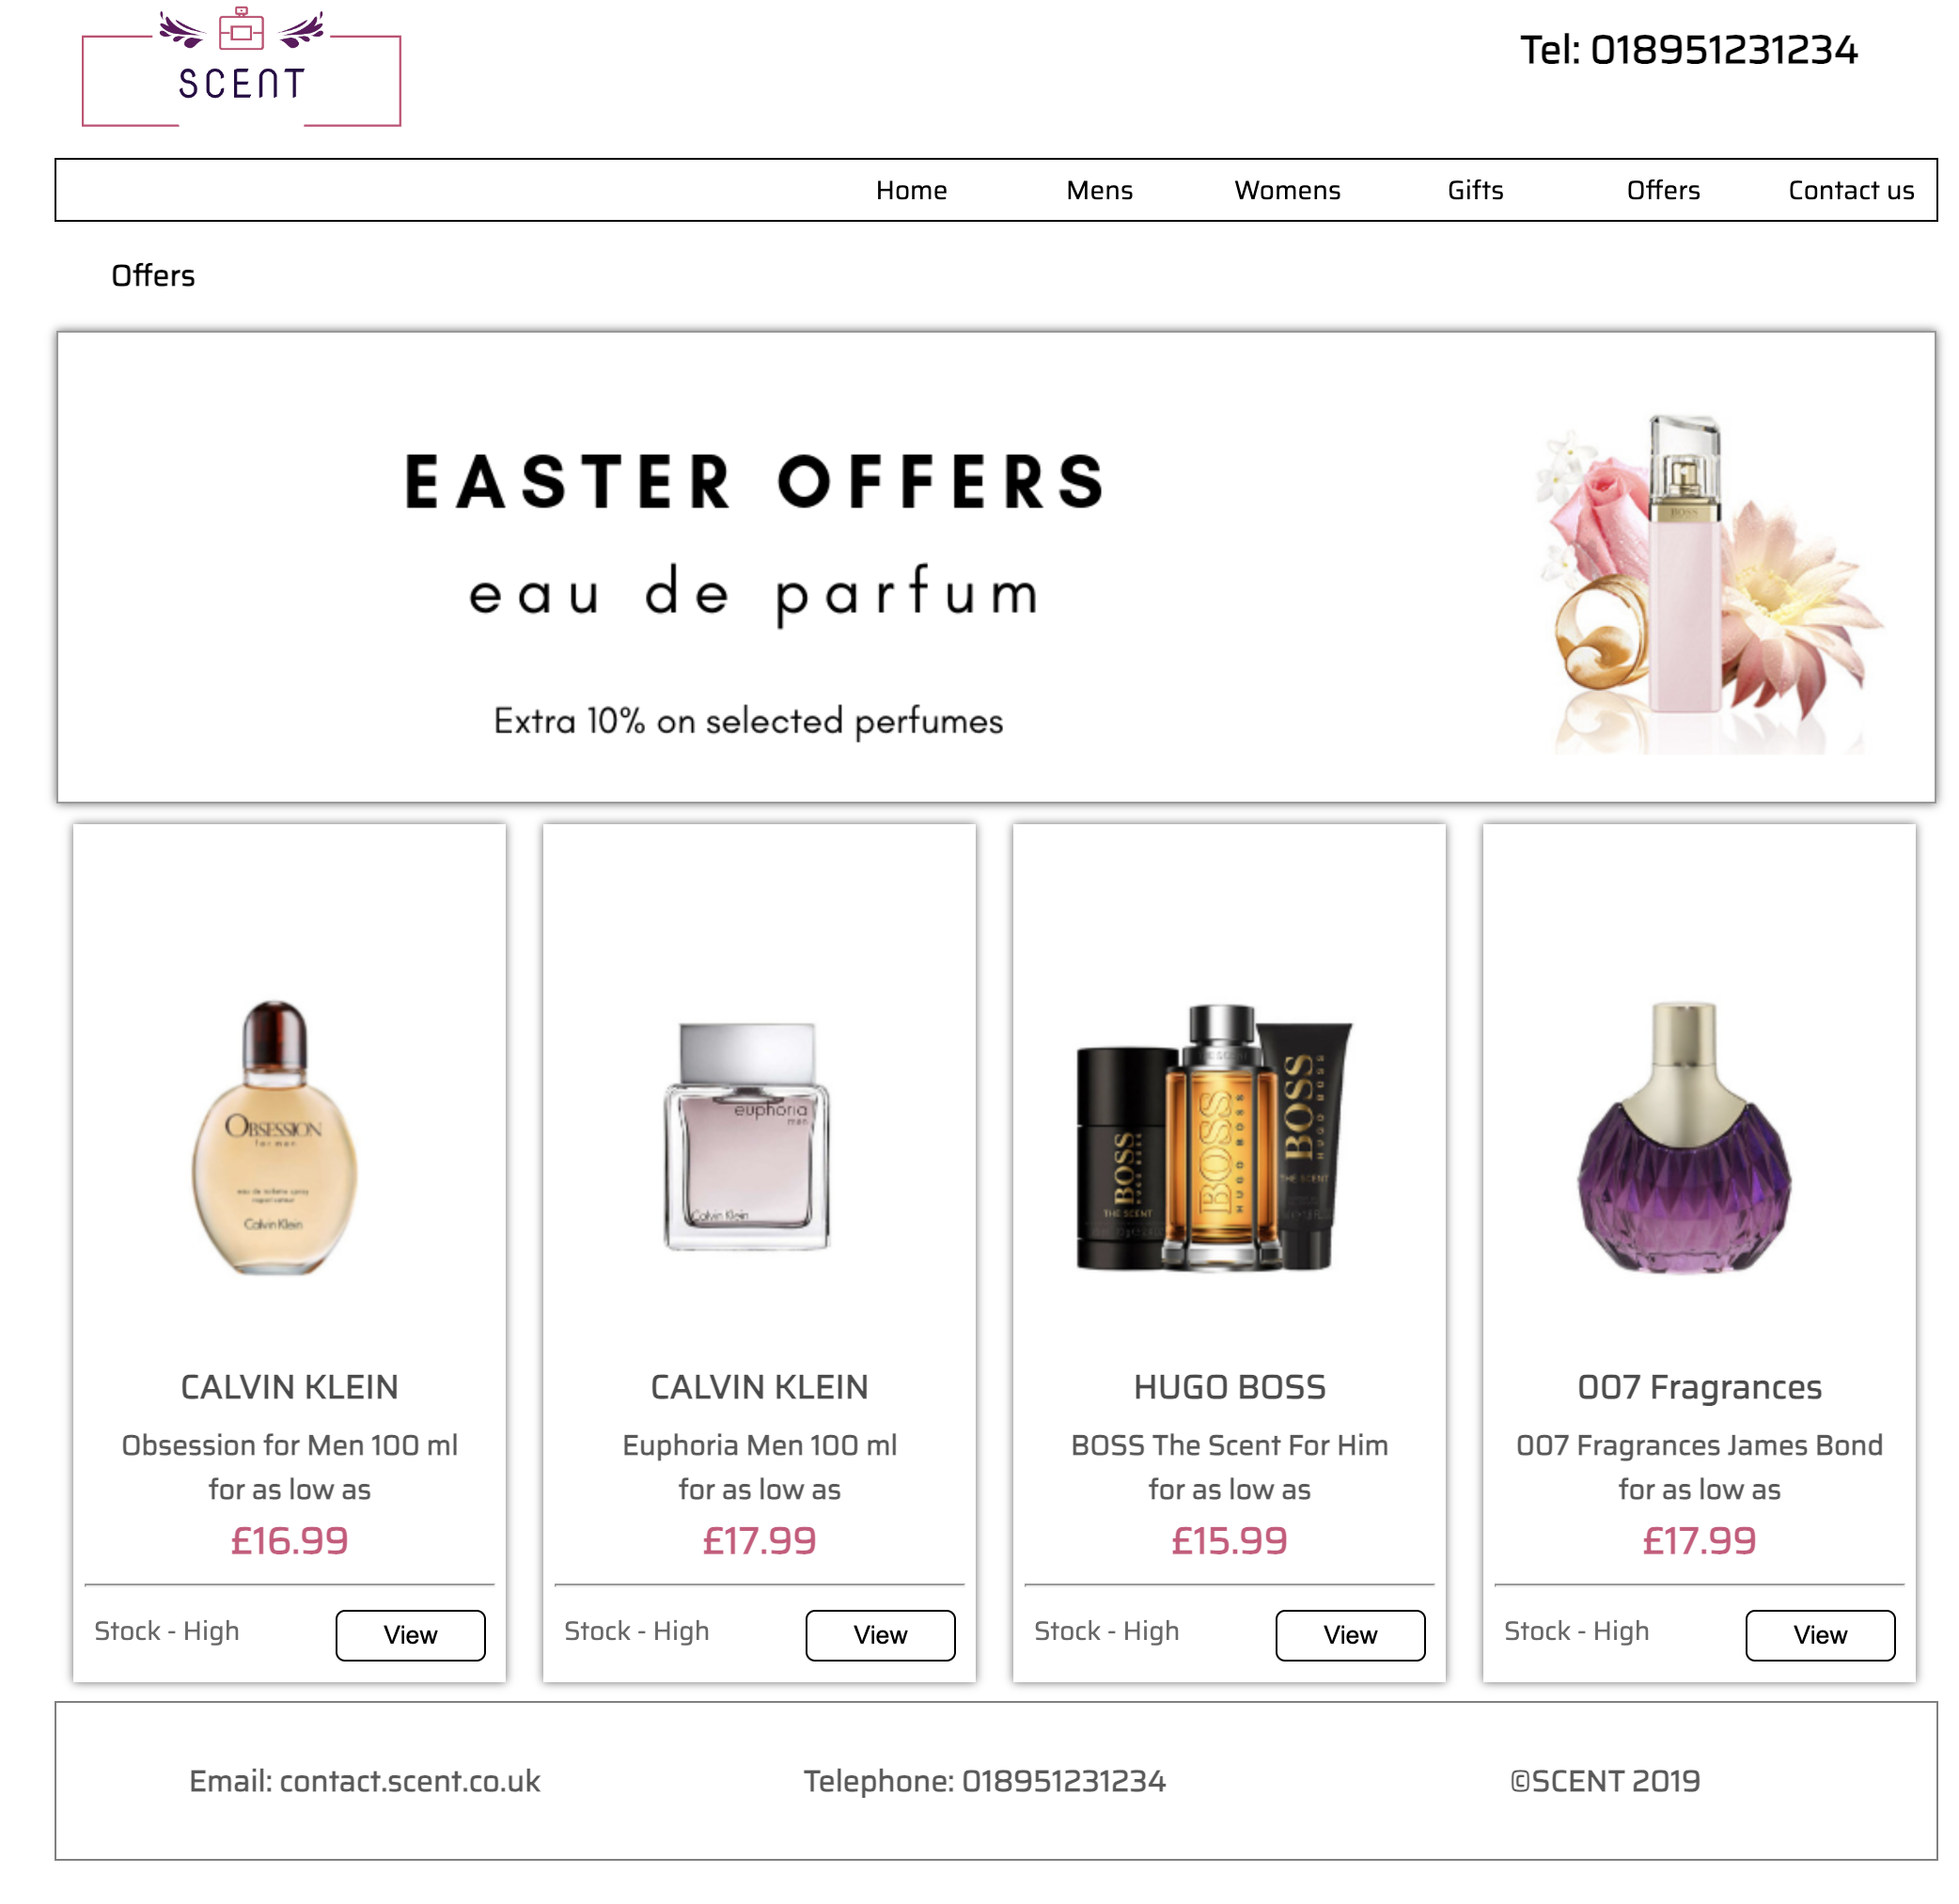 SCENT
Tel: 018951231234
Home Mens Womens Gifts Offers Contact us
Offers
EASTER OFFERS
eau de parfum
Extra 10% on selected perfumes
BOSS
OBSESSION
for men
eau de toilette spray
Calvin Klein
euphoria
men
Calvin Klein
BOSS
HUGO BOSS
THE SCENT
BOSS
HUGO BOSS
BOSS
HUGO BOSS
THE SCENT
CALVIN KLEIN
Obsession for Men 100 ml
for as low as
£16.99
Stock - High
View
CALVIN KLEIN
Euphoria Men 100 ml
for as low as
£17.99
Stock - High
View
HUGO BOSS
BOSS The Scent For Him
for as low as
£15.99
Stock - High
View
007 Fragrances
007 Fragrances James Bond
for as low as
£17.99
Stock - High
View
Email: contact.scent.co.uk
Telephone: 018951231234
©SCENT 2019